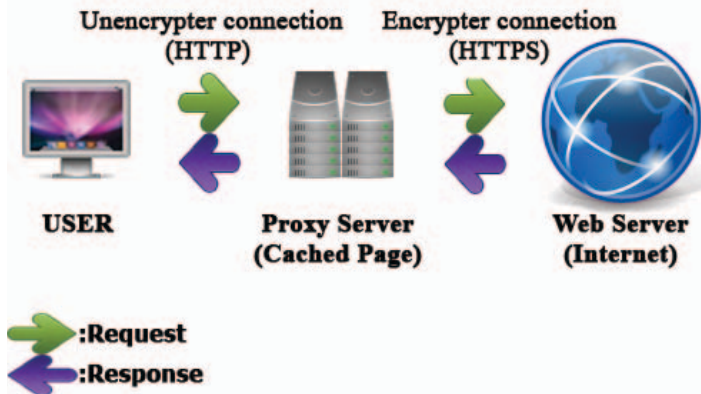 Unencrypter connection
(HTTP)
Encrypter connection
(HTTPS)
USER
Proxy Server
(Cached Page)
Web Server
(Internet)
:Request
:Response